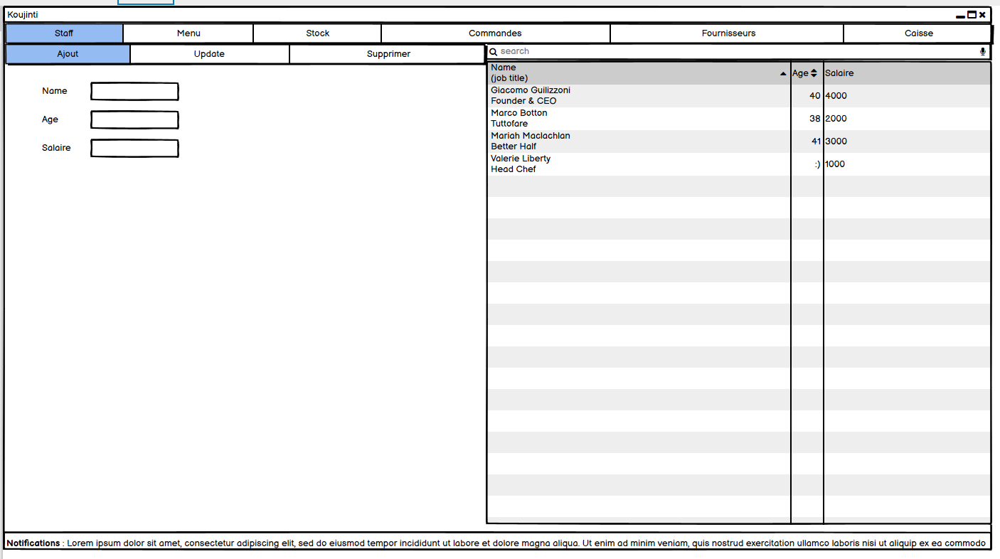 Koujinti
Staff Menu Stock Commandes Fournisseurs Caisse
Ajout Update Supprimer
search
Name
Age
Salaire
Name
(job title)
Age Salaire
Giacomo Guilizzoni
Founder & CEO
40 4000
Marco Botton
Tuttofare
38 2000
Mariah Maclachlan
Better Half
41 3000
Valerie Liberty
Head Chef
:) 1000
Notifications : Lorem ipsum dolor sit amet, consectetur adipiscing elit, sed do eiusmod tempor incididunt ut labore et dolore magna aliqua. Ut enim ad minim veniam, quis nostrud exercitation ullamco laboris nisi ut aliquip ex ea commodo